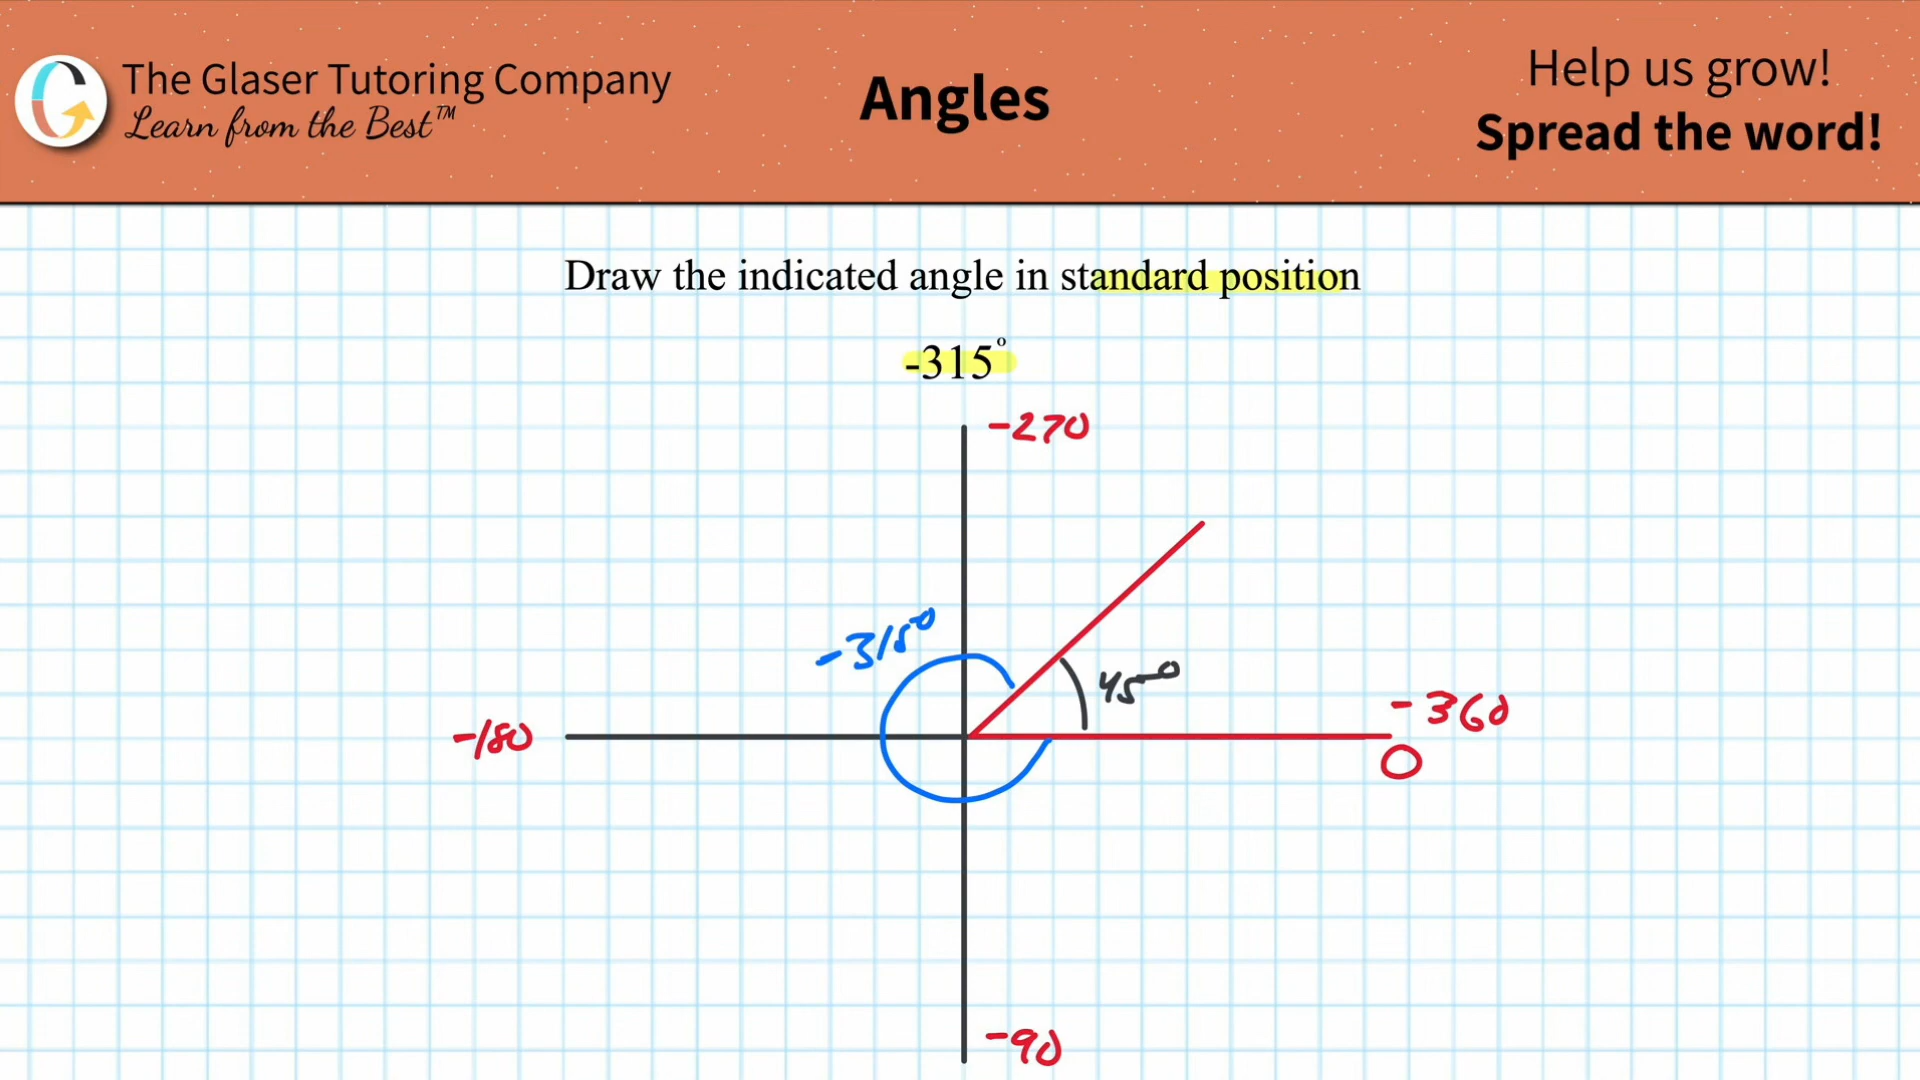 The Glaser Tutoring Company
Learn from the Best™
Angles
Help us grow!
Spread the word!
Draw the indicated angle in standard position
-315°
-270
-315°
45°
-360
-180
0
-90